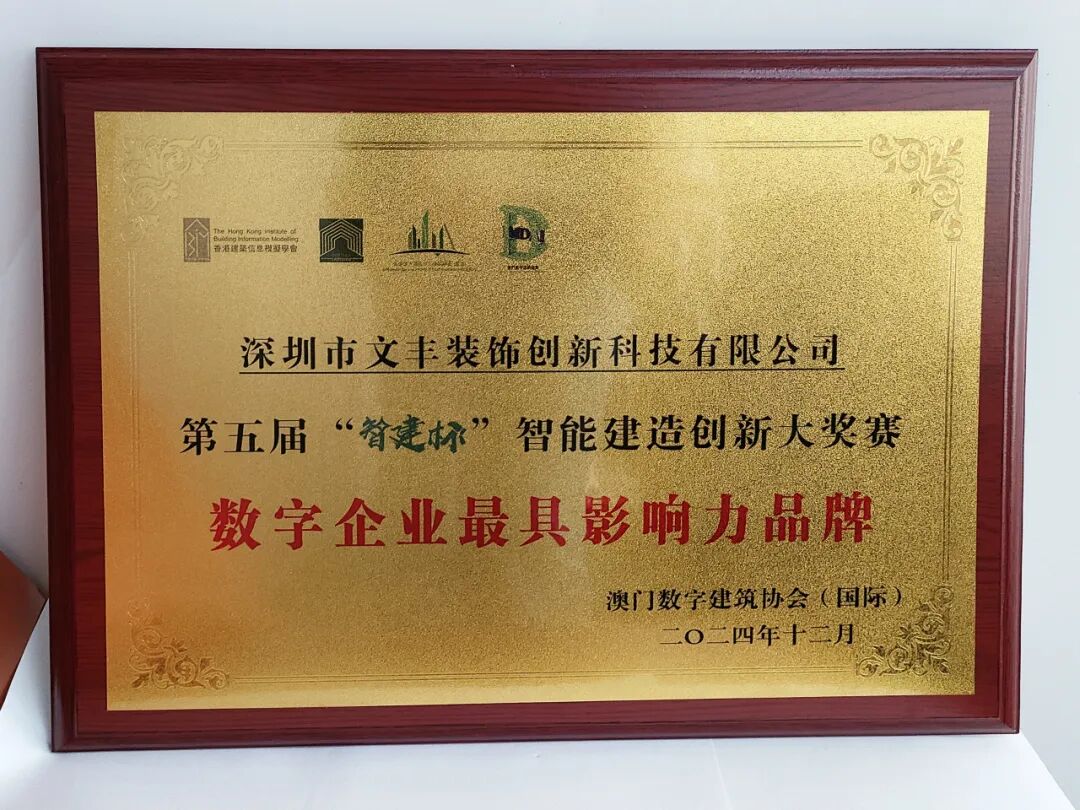 The Hong Kong Institute of
Building Information Modelling
香港建築信息模擬學會
深圳市文丰装饰创新科技有限公司
第五届“智建杯”智能建造创新大奖赛
数字企业最具影响力品牌
澳门数字建筑协会（国际）
二〇二四年十二月